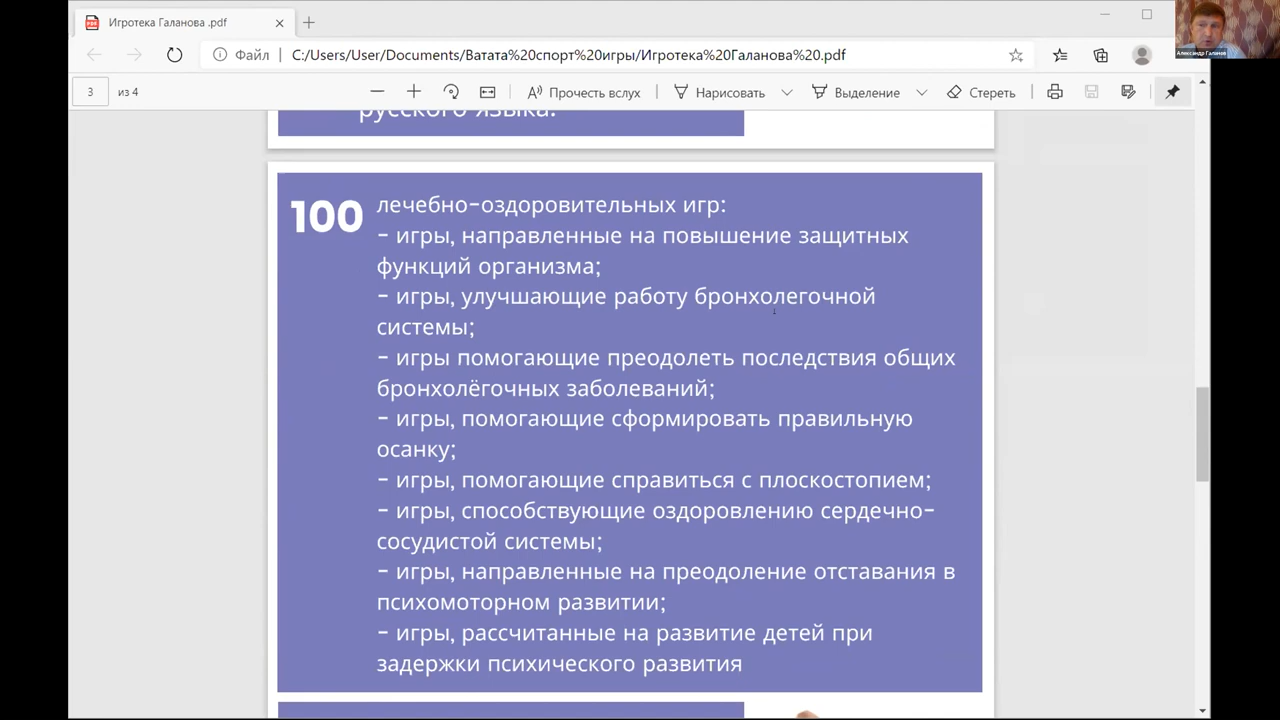 Игротека Галанова .pdf
Файл
C:/Users/User/Documents/Ватата%20спорт%20игры/Игротека%20Галанова%20.pdf
Александр Галанов
3 из 4
Прочесть вслух
Нарисовать
Выделение
Стереть
русского языка.
100 лечебно-оздоровительных игр:
- игры, направленные на повышение защитных
функций организма;
- игры, улучшающие работу бронхолегочной
системы;
- игры помогающие преодолеть последствия общих
бронхолёгочных заболеваний;
- игры, помогающие сформировать правильную
осанку;
- игры, помогающие справиться с плоскостопием;
- игры, способствующие оздоровлению сердечно-
сосудистой системы;
- игры, направленные на преодоление отставания в
психомоторном развитии;
- игры, рассчитанные на развитие детей при
задержки психического развития